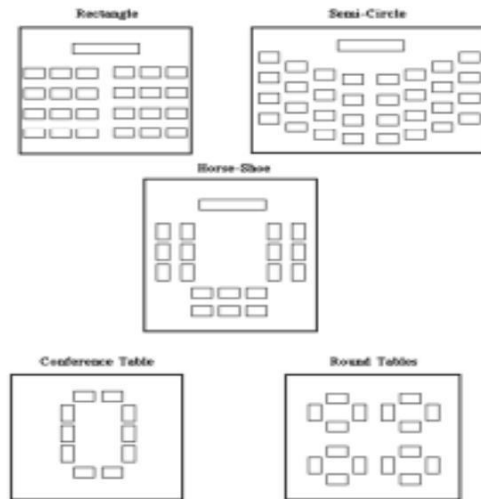 Rectangle
Semi-Circle
Horse-Shoe
Conference Table
Round Tables